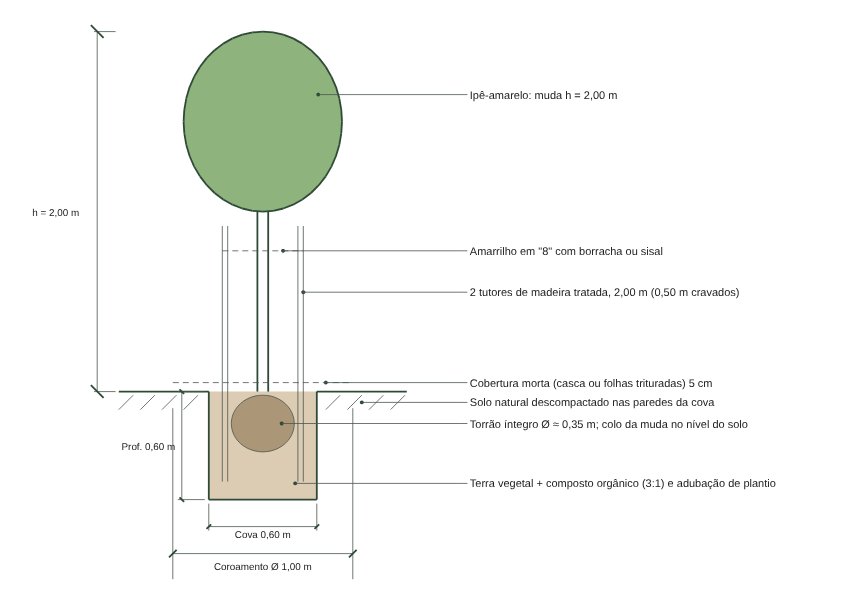 Ipê-amarelo: muda h = 2,00 m
h = 2,00 m
Amarrilho em "8" com borracha ou sisal
2 tutores de madeira tratada, 2,00 m (0,50 m cravados)
Cobertura morta (casca ou folhas trituradas) 5 cm
Solo natural descompactado nas paredes da cova
Torrão íntegro Ø ≈ 0,35 m; colo da muda no nível do solo
Prof. 0,60 m
Terra vegetal + composto orgânico (3:1) e adubação de plantio
Cova 0,60 m
Coroamento Ø 1,00 m